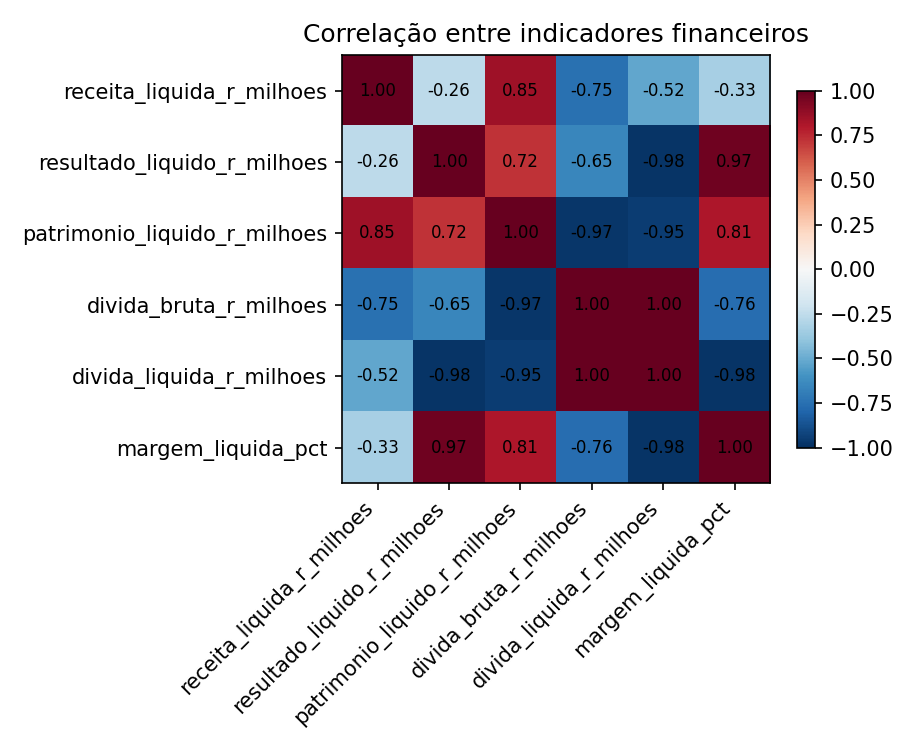 Correlação entre indicadores financeiros
receita_liquida_r_milhoes 1.00 -0.26 0.85 -0.75 -0.52 -0.33
resultado_liquido_r_milhoes -0.26 1.00 0.72 -0.65 -0.98 0.97
patrimonio_liquido_r_milhoes 0.85 0.72 1.00 -0.97 -0.95 0.81
divida_bruta_r_milhoes -0.75 -0.65 -0.97 1.00 1.00 -0.76
divida_liquida_r_milhoes -0.52 -0.98 -0.95 1.00 1.00 -0.98
margem_liquida_pct -0.33 0.97 0.81 -0.76 -0.98 1.00
receita_liquida_r_milhoes
resultado_liquido_r_milhoes
patrimonio_liquido_r_milhoes
divida_bruta_r_milhoes
divida_liquida_r_milhoes
margem_liquida_pct
1.00
0.75
0.50
0.25
0.00
−0.25
−0.50
−0.75
−1.00